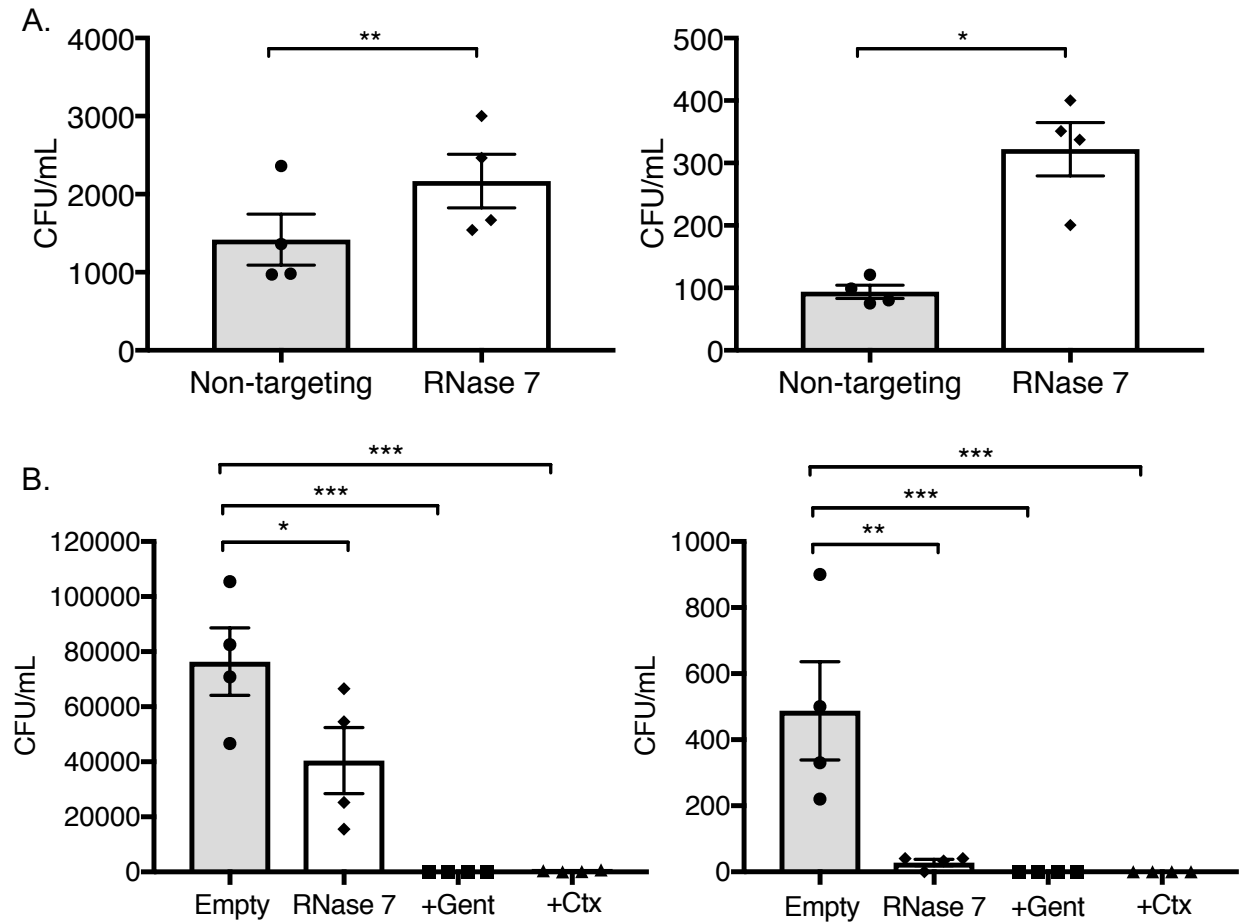 A.
**
CFU/mL
4000
3000
2000
1000
0
Non-targeting
RNase 7
*
CFU/mL
500
400
300
200
100
0
Non-targeting
RNase 7
B.
***
***
*
CFU/mL
120000
100000
80000
60000
40000
20000
0
Empty
RNase 7
+Gent
+Ctx
***
***
**
CFU/mL
1000
800
600
400
200
0
Empty
RNase 7
+Gent
+Ctx